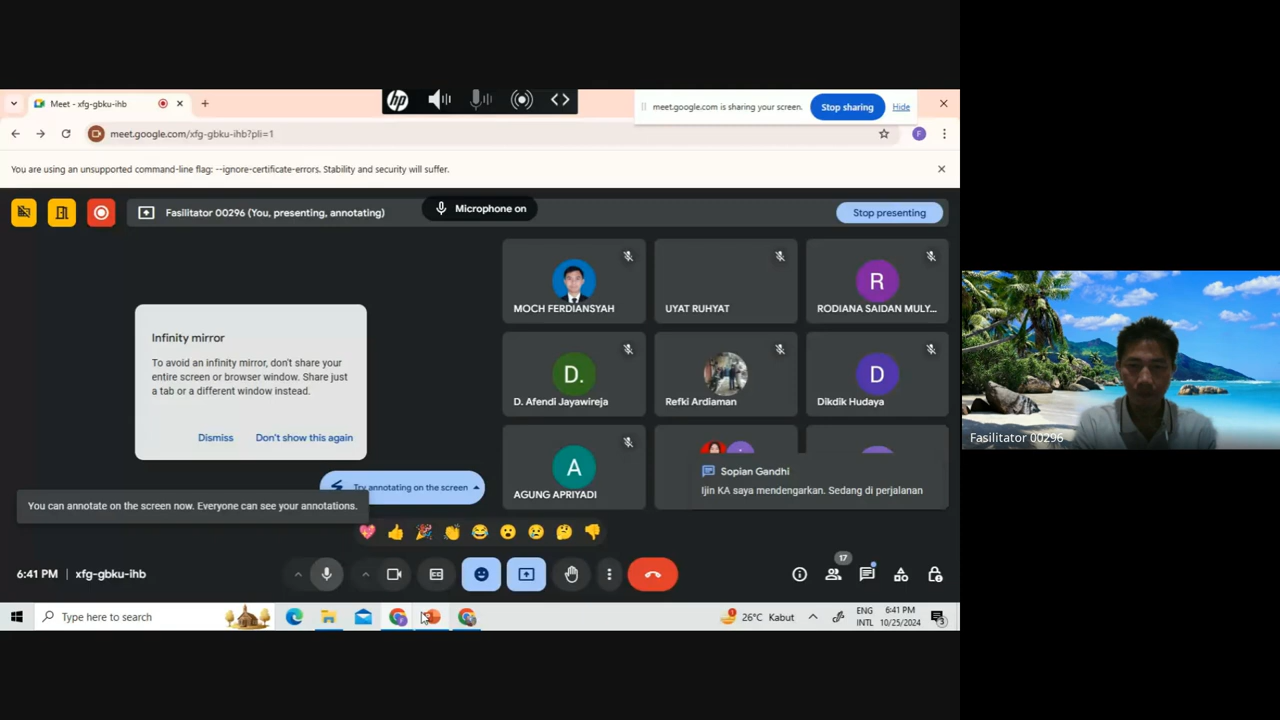 Meet - xfg-gbku-ihb
hp
meet.google.com is sharing your screen.
Stop sharing
Hide
meet.google.com/xfg-gbku-ihb?pli=1
F
You are using an unsupported command-line flag: --ignore-certificate-errors. Stability and security will suffer.
Fasilitator 00296 (You, presenting, annotating)
Microphone on
Stop presenting
MOCH FERDIANSYAH
UYAT RUHYAT
R
RODIANA SAIDAN MULY...
Infinity mirror
To avoid an infinity mirror, don't share your
entire screen or browser window. Share just
a tab or a different window instead.
Dismiss
Don't show this again
D.
D. Afendi Jayawireja
Refki Ardiaman
D
Dikdik Hudaya
Fasilitator 00296
A
AGUNG APRIYADI
Sopian Gandhi
Ijin KA saya mendengarkan. Sedang di perjalanan
Try annotating on the screen
You can annotate on the screen now. Everyone can see your annotations.
6:41 PM | xfg-gbku-ihb
17
Type here to search
26°C Kabut
ENG
INTL
6:41 PM
10/25/2024
3